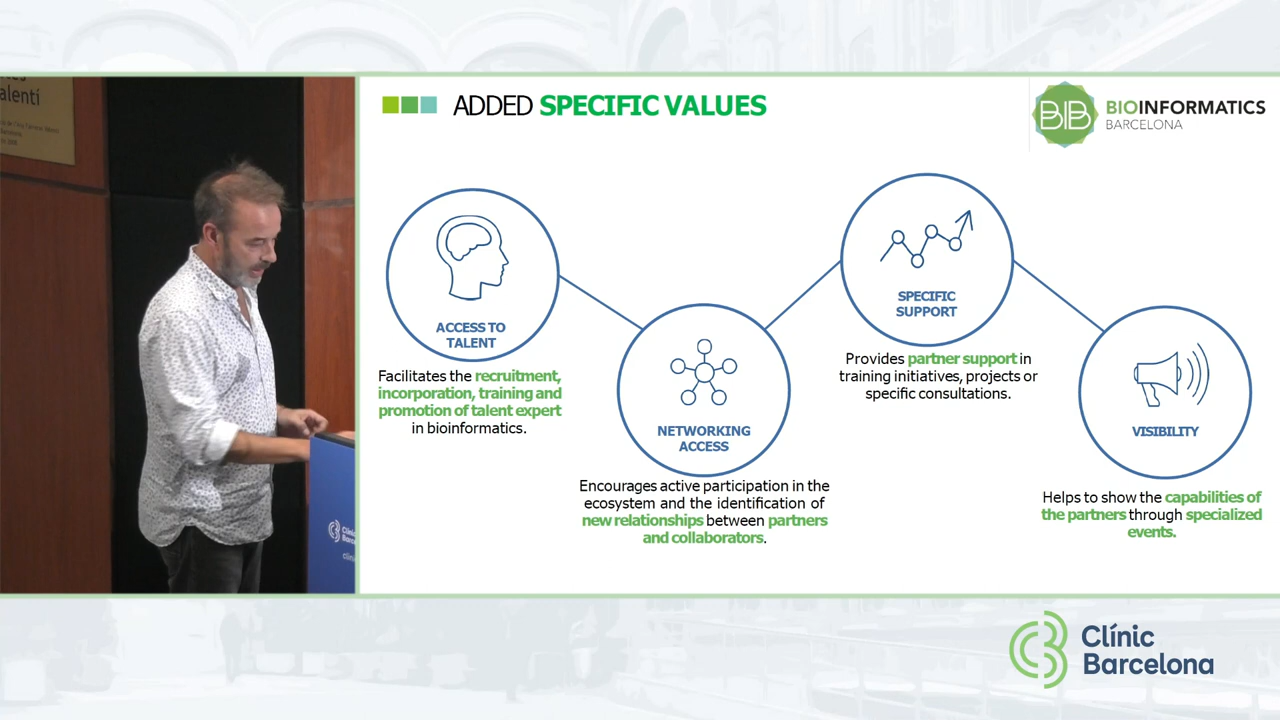 alentí
ADDED SPECIFIC VALUES
BIB
BIOINFORMATICS
BARCELONA
ACCESS TO
TALENT
Facilitates the recruitment,
incorporation, training and
promotion of talent expert
in bioinformatics.
NETWORKING
ACCESS
Encourages active participation in the
ecosystem and the identification of
new relationships between partners
and collaborators.
SPECIFIC
SUPPORT
Provides partner support in
training initiatives, projects or
specific consultations.
VISIBILITY
Helps to show the capabilities of
the partners through specialized
events.
Clínic
Barcelona